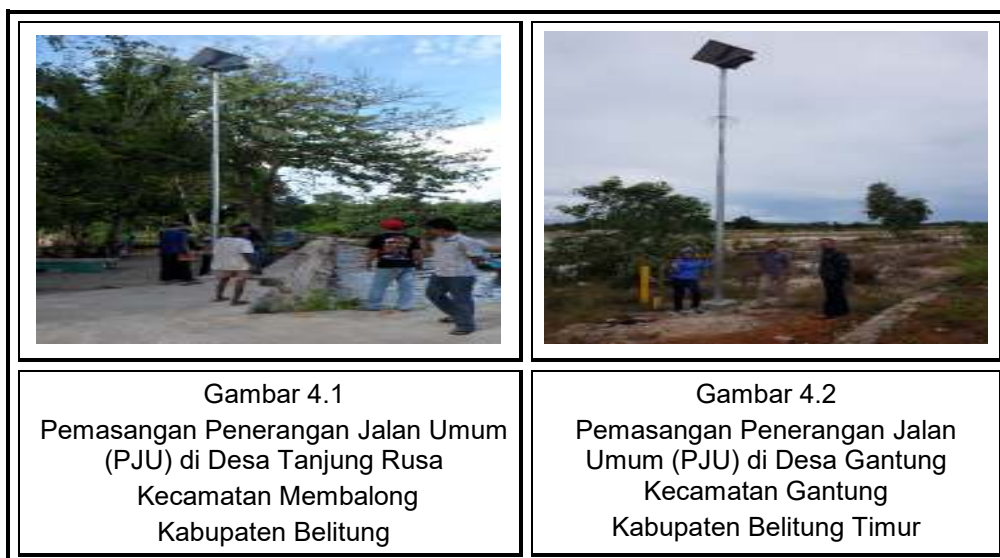 Gambar 4.1
Pemasangan Penerangan Jalan Umum
(PJU) di Desa Tanjung Rusa
Kecamatan Membalong
Kabupaten Belitung
Gambar 4.2
Pemasangan Penerangan Jalan
Umum (PJU) di Desa Gantung
Kecamatan Gantung
Kabupaten Belitung Timur